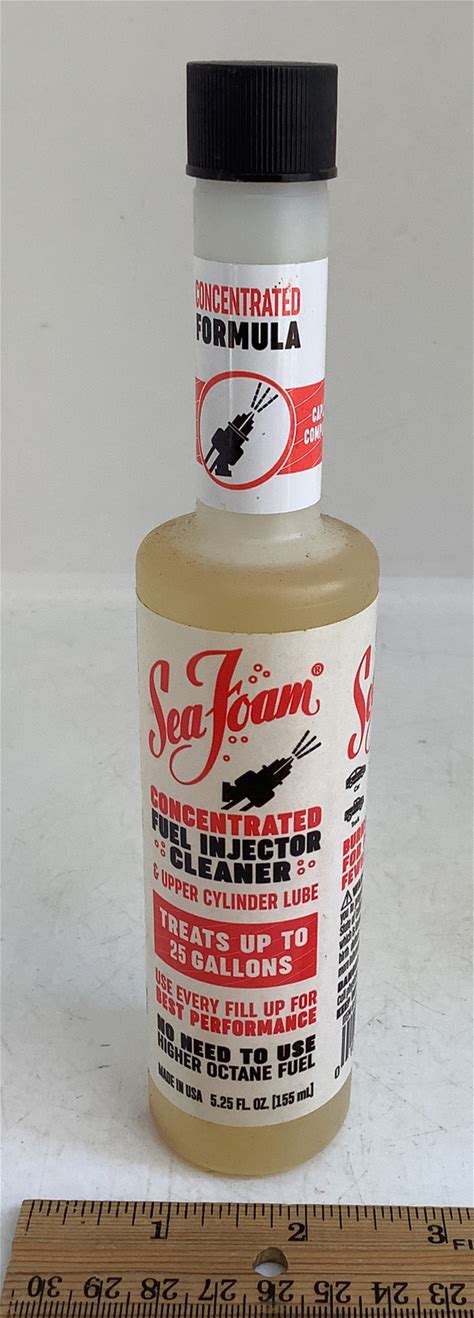 CONCENTRATED
FORMULA
Sea Foam®
CONCENTRATED
FUEL INJECTOR
CLEANER
& UPPER CYLINDER LUBE
TREATS UP TO
25 GALLONS
USE EVERY FILL UP FOR
BEST PERFORMANCE
NO NEED TO USE
HIGHER OCTANE FUEL
MADE IN USA 5.25 FL. OZ. [155 mL]
Car
Truck
1 2 3
30 29 28 27 26 25 24 23